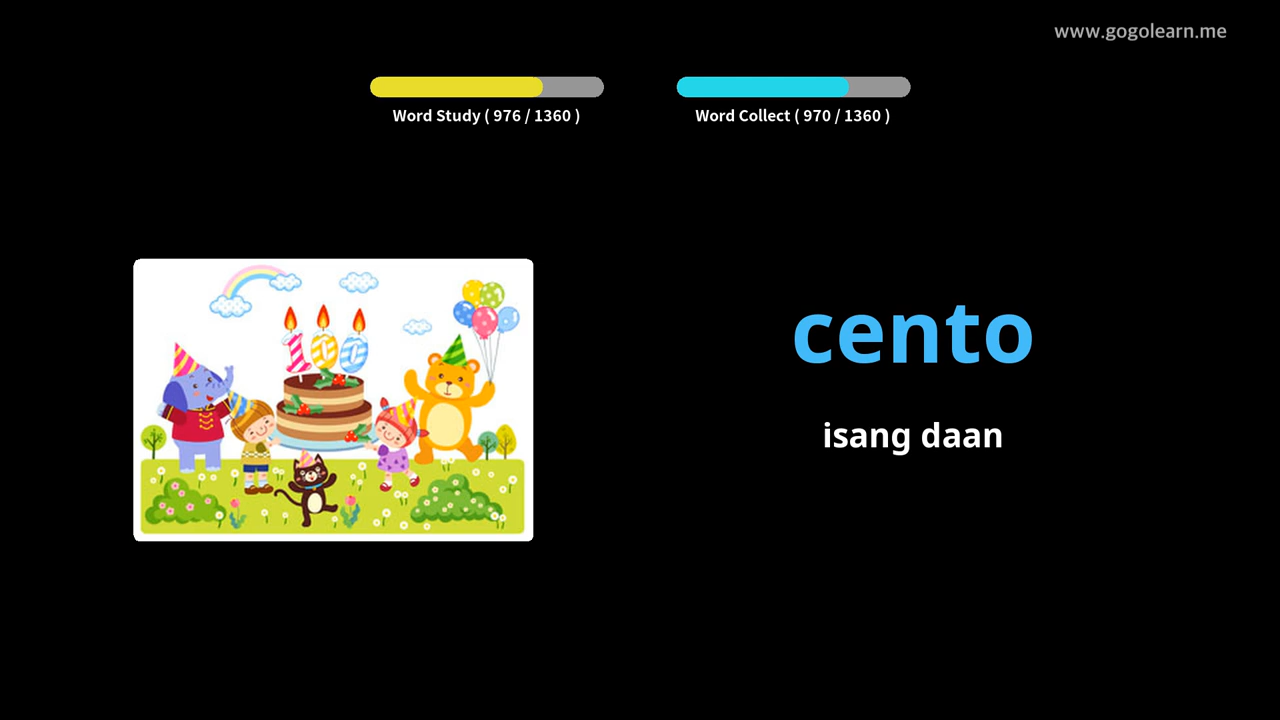 www.gogolearn.me
Word Study ( 976 / 1360 )
Word Collect ( 970 / 1360 )
100
cento
isang daan